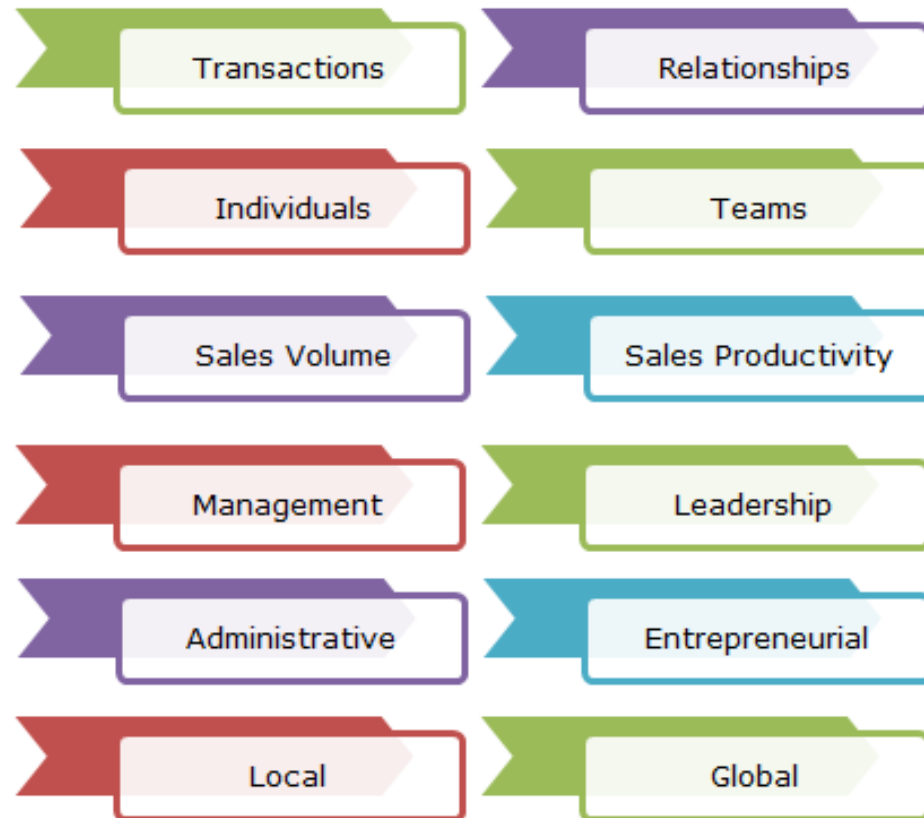 Transactions
Relationships
Individuals
Teams
Sales Volume
Sales Productivity
Management
Leadership
Administrative
Entrepreneurial
Local
Global